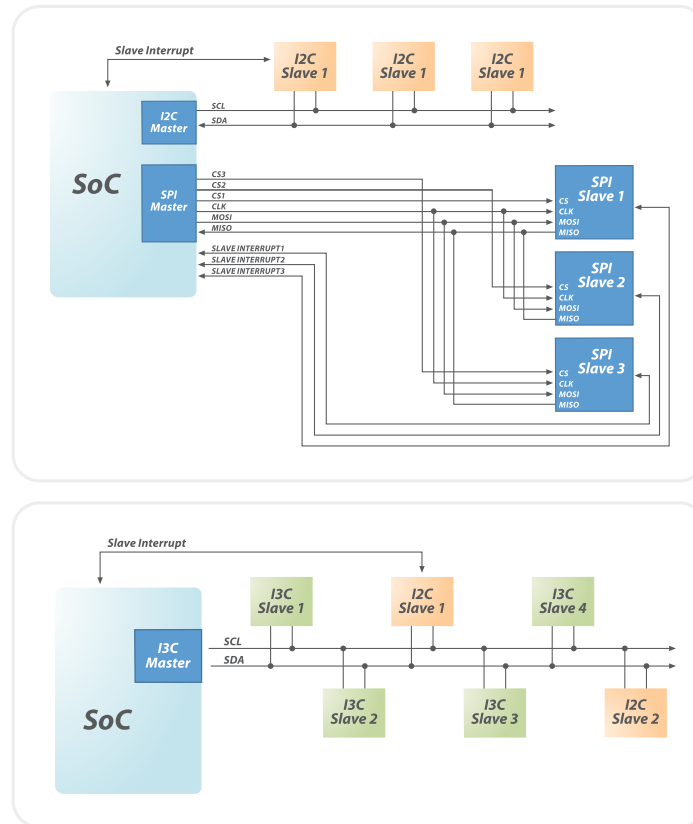 Slave Interrupt
I2C
Slave 1
I2C
Slave 1
I2C
Slave 1
SoC
I2C
Master
SCL
SDA
SPI
Master
CS3
CS2
CS1
CLK
MOSI
MISO
SLAVE INTERRUPT1
SLAVE INTERRUPT2
SLAVE INTERRUPT3
SPI
Slave 1
CS
CLK
MOSI
MISO
SPI
Slave 2
CS
CLK
MOSI
MISO
SPI
Slave 3
CS
CLK
MOSI
MISO
Slave Interrupt
I3C
Slave 1
I2C
Slave 1
I3C
Slave 4
I3C
Master
SCL
SDA
SoC
I3C
Slave 2
I3C
Slave 3
I2C
Slave 2